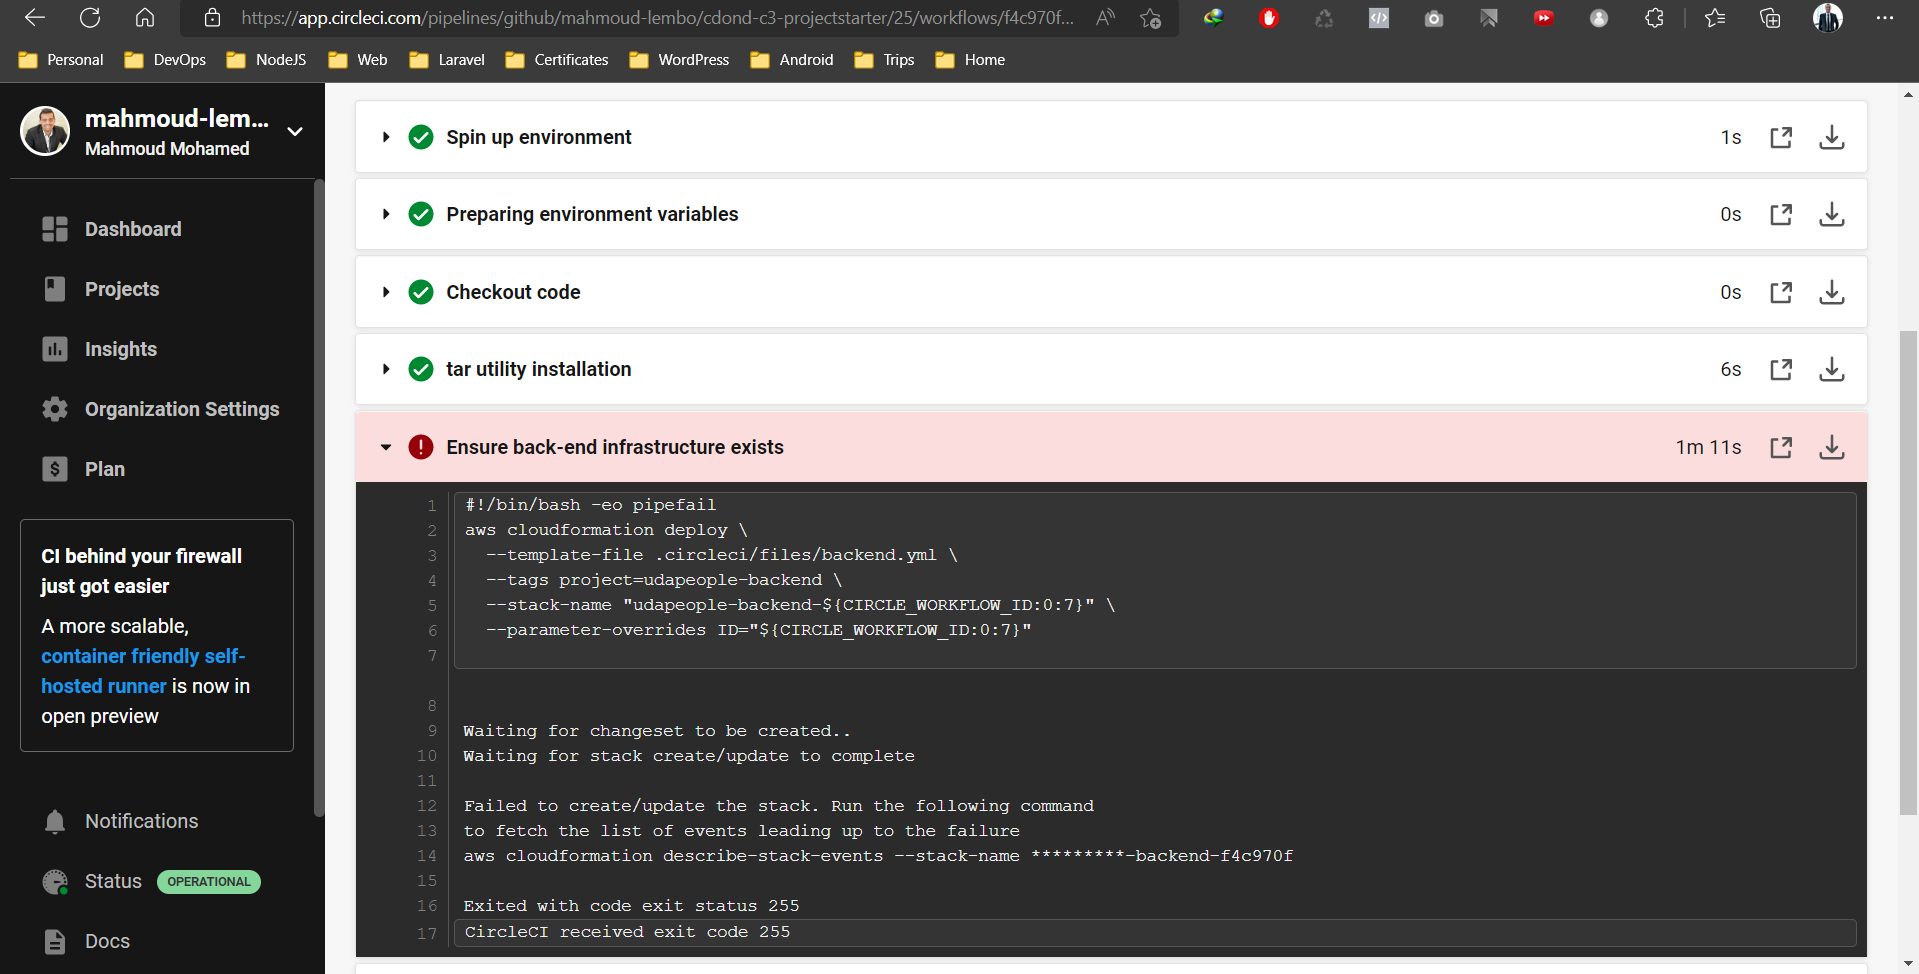 https://app.circleci.com/pipelines/github/mahmoud-lembo/cdond-c3-projectstarter/25/workflows/f4c970f...
Personal DevOps NodeJS Web Laravel Certificates WordPress Android Trips Home
mahmoud-lem...
Mahmoud Mohamed
Dashboard
Projects
Insights
Organization Settings
Plan
CI behind your firewall
just got easier
A more scalable,
container friendly self-
hosted runner is now in
open preview
Notifications
Status OPERATIONAL
Docs
Spin up environment 1s
Preparing environment variables 0s
Checkout code 0s
tar utility installation 6s
Ensure back-end infrastructure exists 1m 11s
1 #!/bin/bash -eo pipefail
2 aws cloudformation deploy \
3 --template-file .circleci/files/backend.yml \
4 --tags project=udapeople-backend \
5 --stack-name "udapeople-backend-${CIRCLE_WORKFLOW_ID:0:7}" \
6 --parameter-overrides ID="${CIRCLE_WORKFLOW_ID:0:7}"
7
8
9 Waiting for changeset to be created..
10 Waiting for stack create/update to complete
11
12 Failed to create/update the stack. Run the following command
13 to fetch the list of events leading up to the failure
14 aws cloudformation describe-stack-events --stack-name *********-backend-f4c970f
15
16 Exited with code exit status 255
17 CircleCI received exit code 255